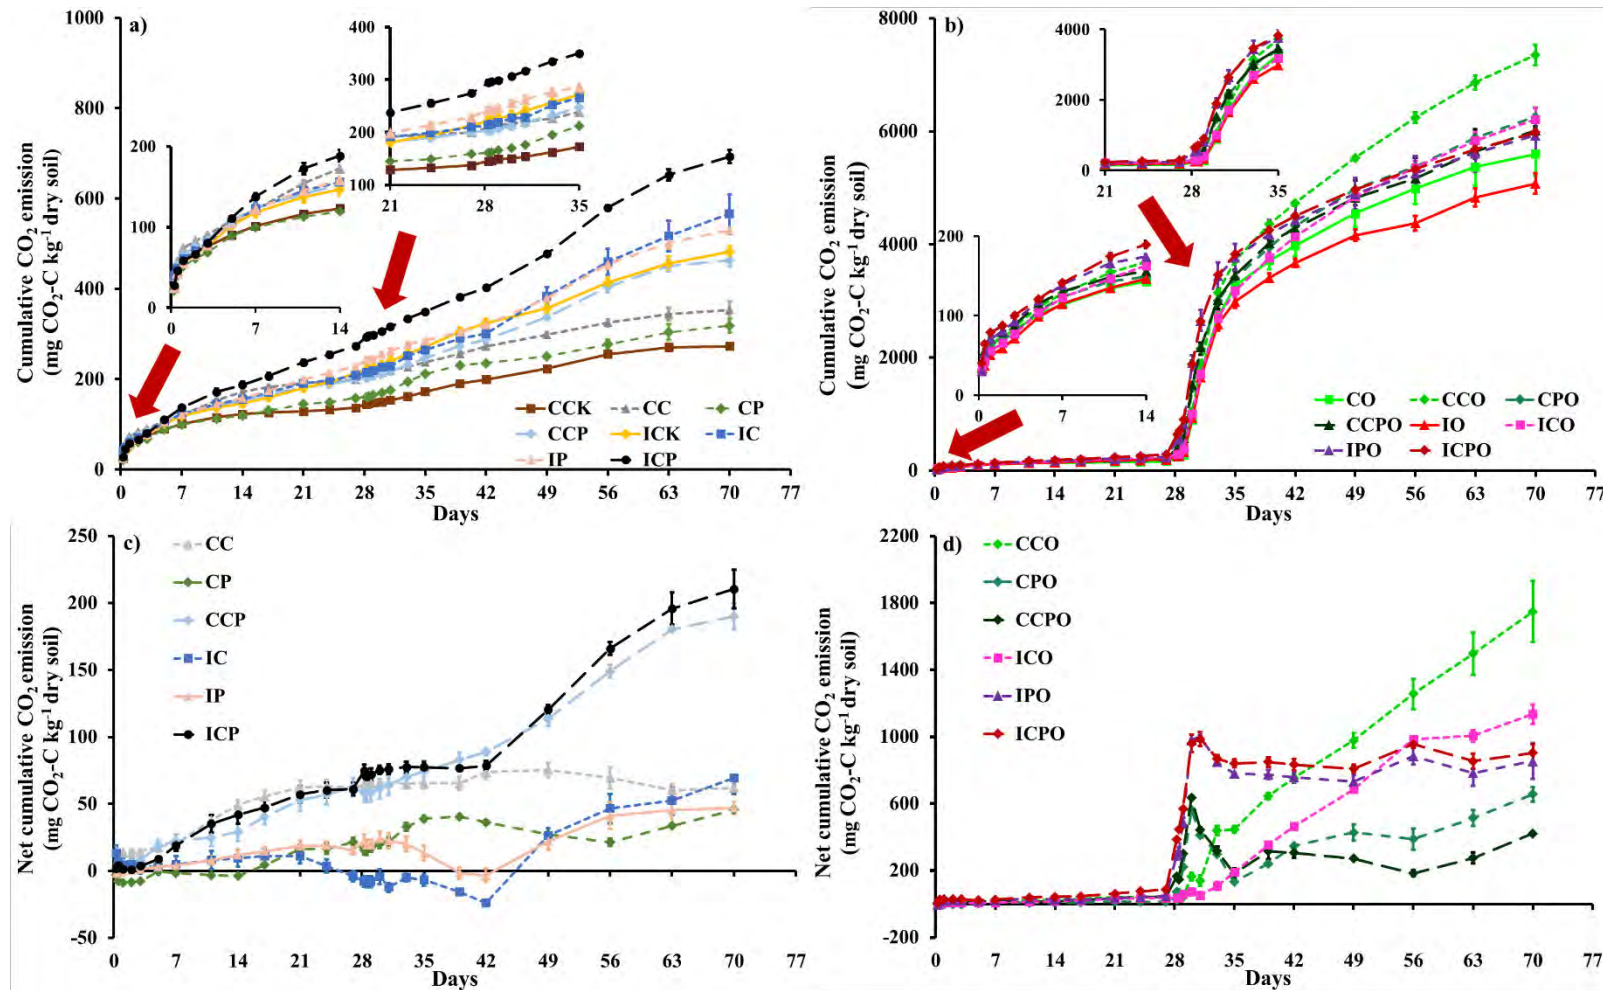 a)
Cumulative CO₂ emission
(mg CO₂-C kg⁻¹ dry soil)
1000
800
600
400
200
0
0 7 14 21 28 35 42 49 56 63 70 77
Days
200
100
0
0 7 14
400
300
200
100
21 28 35
CCK CC CP
CCP ICK IC
IP ICP
b)
Cumulative CO₂ emission
(mg CO₂-C kg⁻¹ dry soil)
8000
6000
4000
2000
0
0 7 14 21 28 35 42 49 56 63 70 77
Days
4000
2000
0
21 28 35
200
100
0
0 7 14
CO CCO CPO
CCPO IO ICO
IPO ICPO
c)
Net cumulative CO₂ emission
(mg CO₂-C kg⁻¹ dry soil)
250
200
150
100
50
0
-50
0 7 14 21 28 35 42 49 56 63 70 77
Days
CC
CP
CCP
IC
IP
ICP
d)
Net cumulative CO₂ emission
(mg CO₂-C kg⁻¹ dry soil)
2200
1800
1400
1000
600
200
-200
0 7 14 21 28 35 42 49 56 63 70 77
Days
CCO
CPO
CCPO
ICO
IPO
ICPO